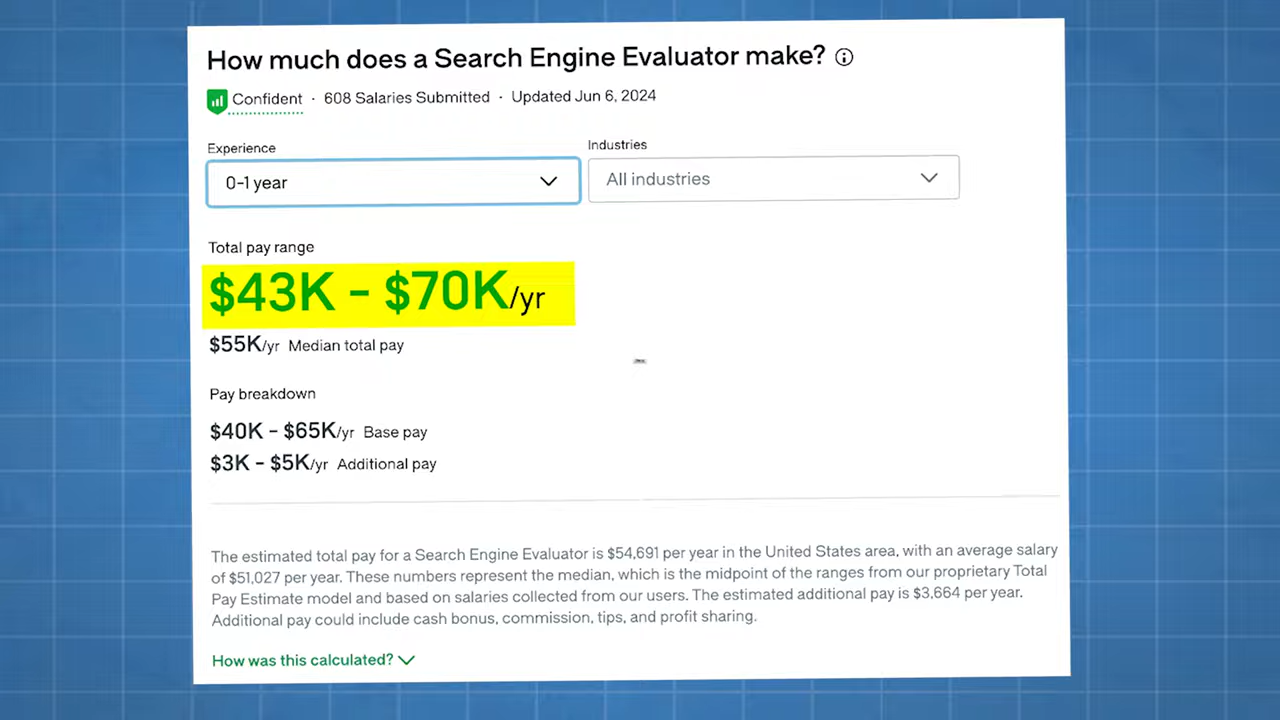 How much does a Search Engine Evaluator make?
Confident · 608 Salaries Submitted · Updated Jun 6, 2024
Experience
Industries
0-1 year
All industries
Total pay range
$43K - $70K/yr
$55K/yr Median total pay
Pay breakdown
$40K - $65K/yr Base pay
$3K - $5K/yr Additional pay
The estimated total pay for a Search Engine Evaluator is $54,691 per year in the United States area, with an average salary
of $51,027 per year. These numbers represent the median, which is the midpoint of the ranges from our proprietary Total
Pay Estimate model and based on salaries collected from our users. The estimated additional pay is $3,664 per year.
Additional pay could include cash bonus, commission, tips, and profit sharing.
How was this calculated?